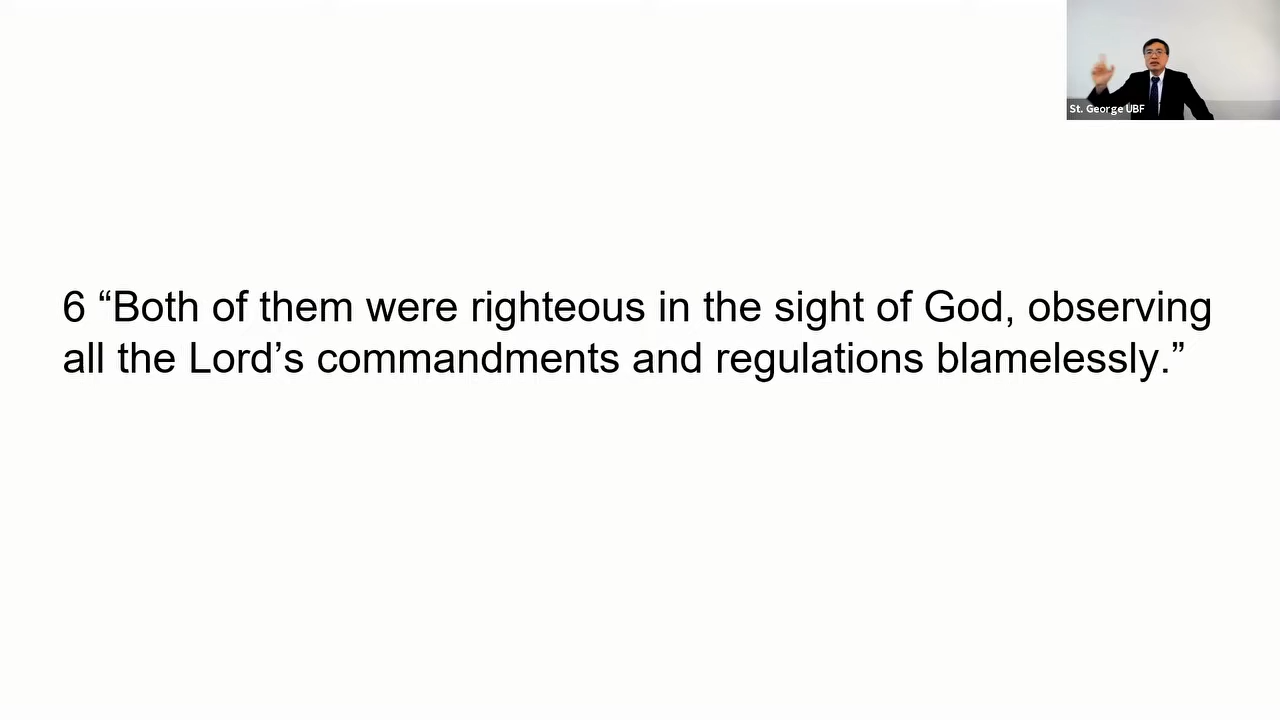 St. George UBF
6 “Both of them were righteous in the sight of God, observing
all the Lord’s commandments and regulations blamelessly.”